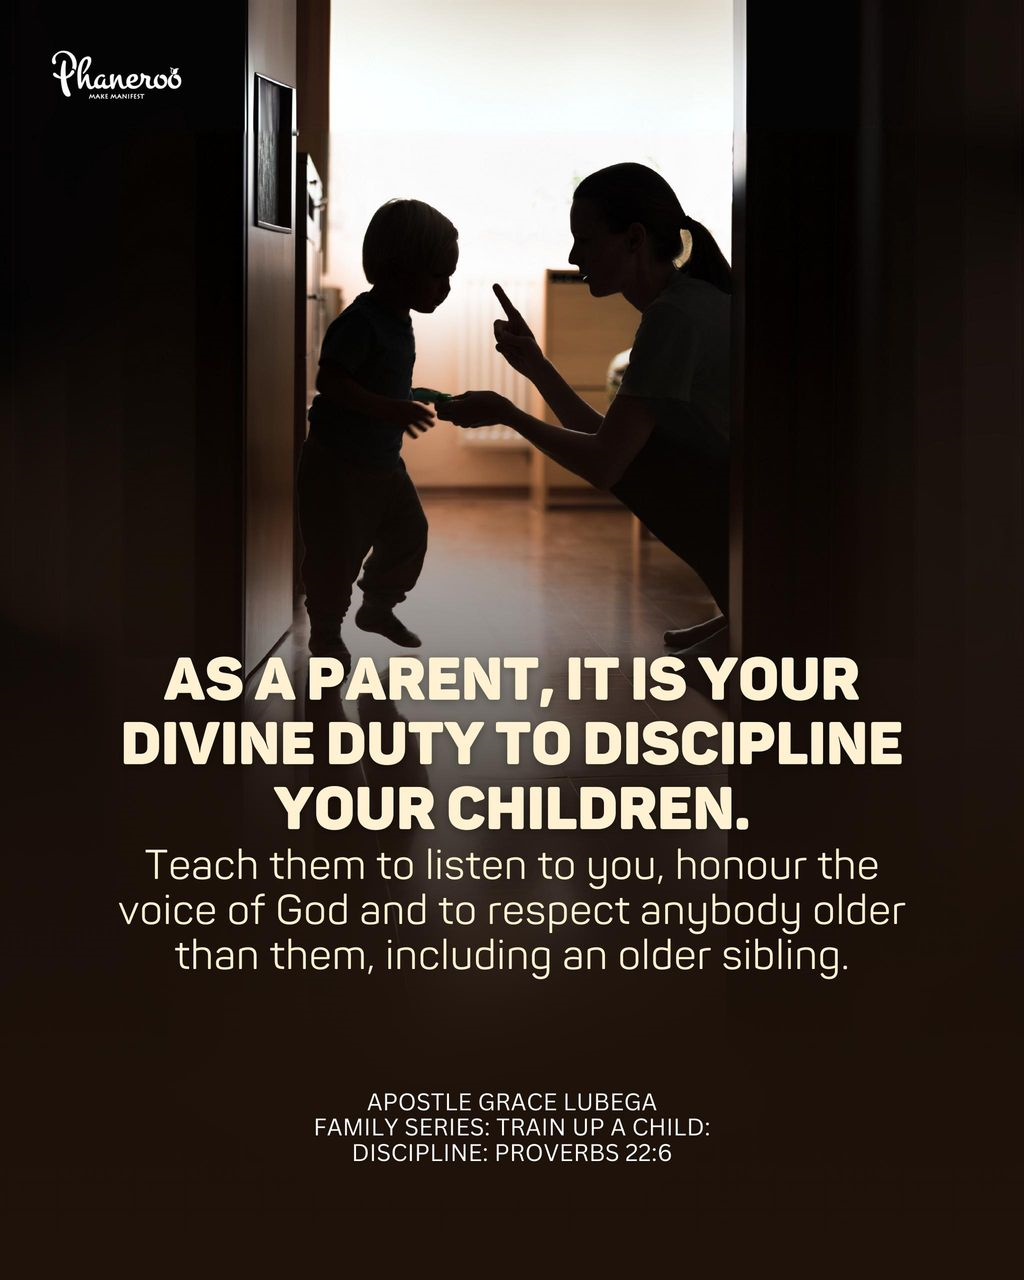 Phaneroo
MAKE MANIFEST
AS A PARENT, IT IS YOUR
DIVINE DUTY TO DISCIPLINE
YOUR CHILDREN.
Teach them to listen to you, honour the
voice of God and to respect anybody older
than them, including an older sibling.
APOSTLE GRACE LUBEGA
FAMILY SERIES: TRAIN UP A CHILD:
DISCIPLINE: PROVERBS 22:6